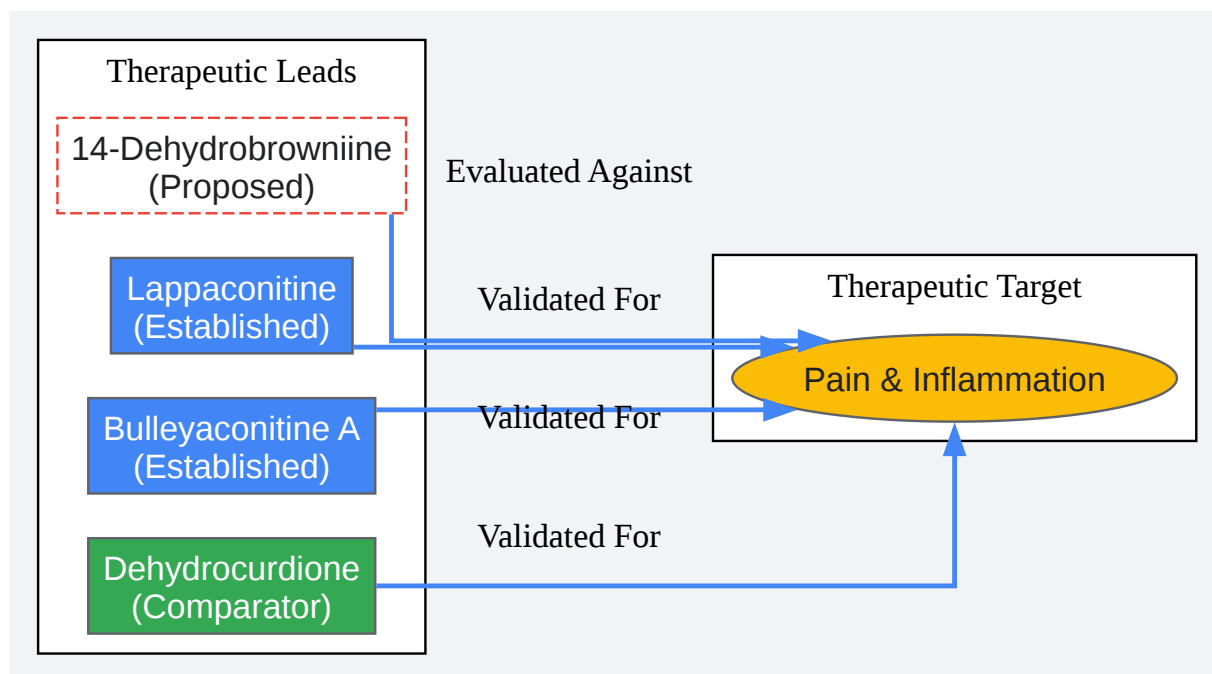 Therapeutic Leads
14-Dehydrobrowniine
(Proposed)
Evaluated Against
Lappaconitine
(Established)
Validated For
Therapeutic Target
Pain & Inflammation
Bulleyaconitine A
(Established)
Validated For
Validated For
Dehydrocurdione
(Comparator)